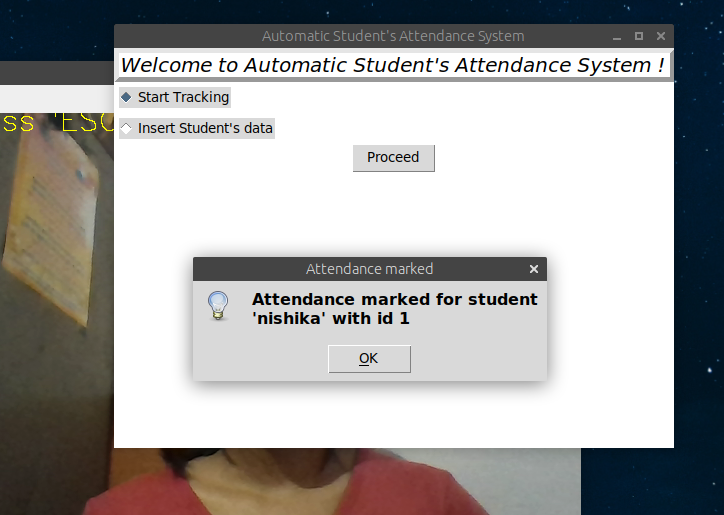 Automatic Student's Attendance System
Welcome to Automatic Student's Attendance System !
ss 'ESC
Start Tracking
Insert Student's data
Proceed
Attendance marked
Attendance marked for student
'nishika' with id 1
OK